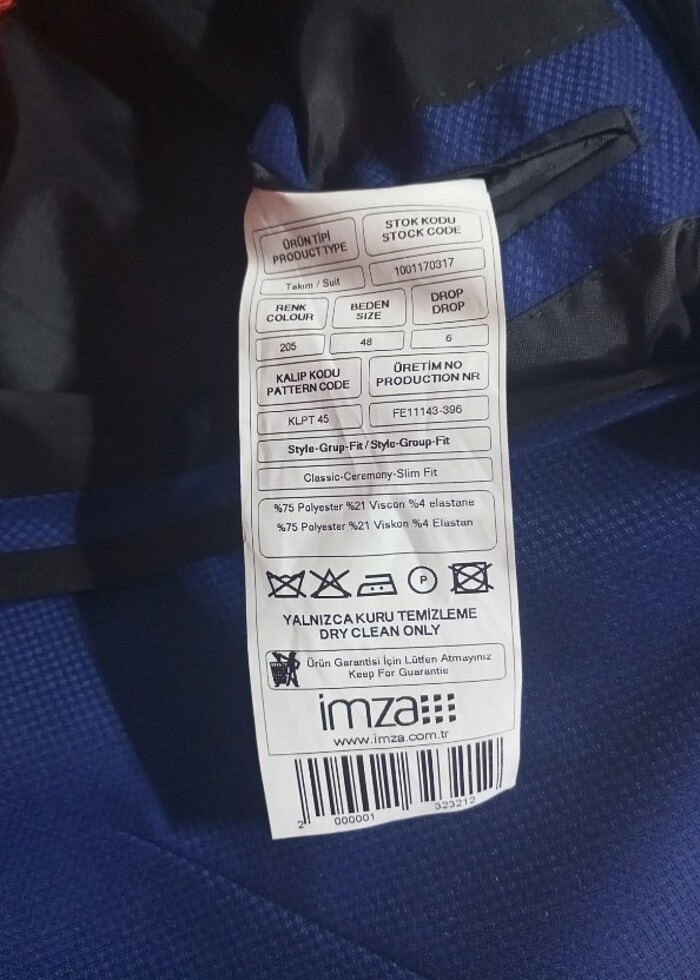 ÜRÜN TİPİ
PRODUCT TYPE
STOK KODU
STOCK CODE
Takım / Suit
1001170317
RENK
COLOUR
BEDEN
SIZE
DROP
DROP
205
48
6
KALIP KODU
PATTERN CODE
ÜRETİM NO
PRODUCTION NR
KLPT 45
FE11143-396
Style-Grup-Fit / Style-Group-Fit
Classic-Ceremony-Slim Fit
%75 Polyester %21 Viscon %4 elastane
%75 Polyester %21 Viskon %4 Elastan
P
YALNIZCA KURU TEMİZLEME
DRY CLEAN ONLY
Ürün Garantisi İçin Lütfen Atmayınız
Keep For Guarantie
imza
www.imza.com.tr
2 000001 323212